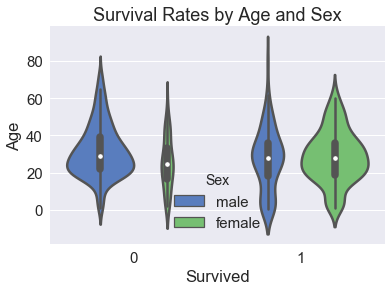 Survival Rates by Age and Sex
80
60
40
20
0
Age
Sex
male
female
0
1
Survived